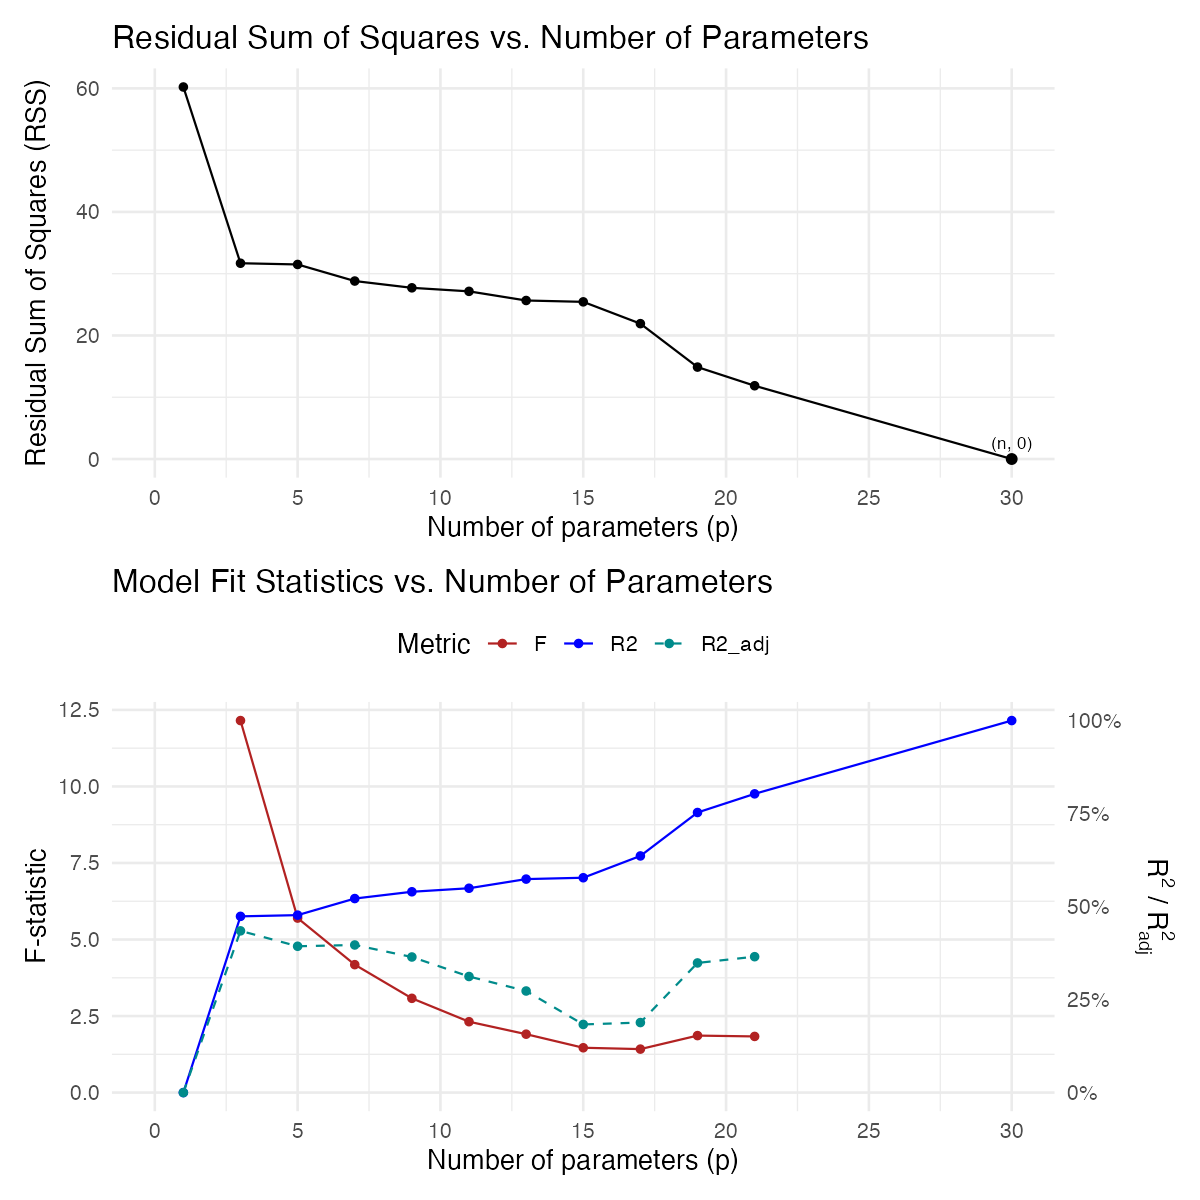 Residual Sum of Squares vs. Number of Parameters
Residual Sum of Squares (RSS)
60
40
20
0
(n, 0)
0 5 10 15 20 25 30
Number of parameters (p)
Model Fit Statistics vs. Number of Parameters
Metric F R2 R2_adj
F-statistic
12.5
10.0
7.5
5.0
2.5
0.0
100%
75%
50%
25%
0%
R² / R²adj
0 5 10 15 20 25 30
Number of parameters (p)